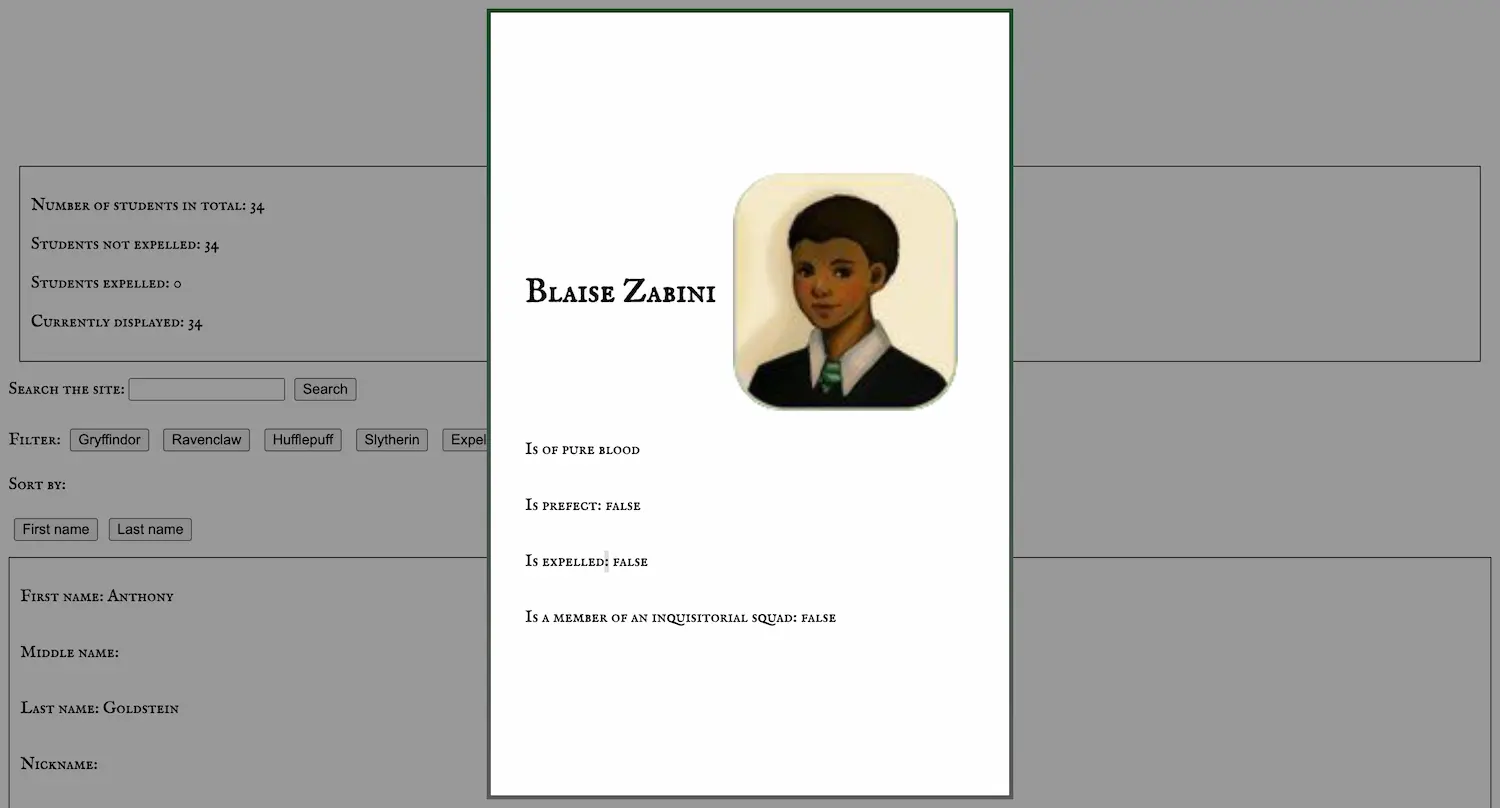 Number of students in total: 34
Students not expelled: 34
Students expelled: 0
Currently displayed: 34
Search the site:
Search
Filter: Gryffindor Ravenclaw Hufflepuff Slytherin Expel
Sort by:
First name Last name
First name: Anthony
Middle name:
Last name: Goldstein
Nickname:
Blaise Zabini
Is of pure blood
Is prefect: false
Is expelled: false
Is a member of an inquisitorial squad: false